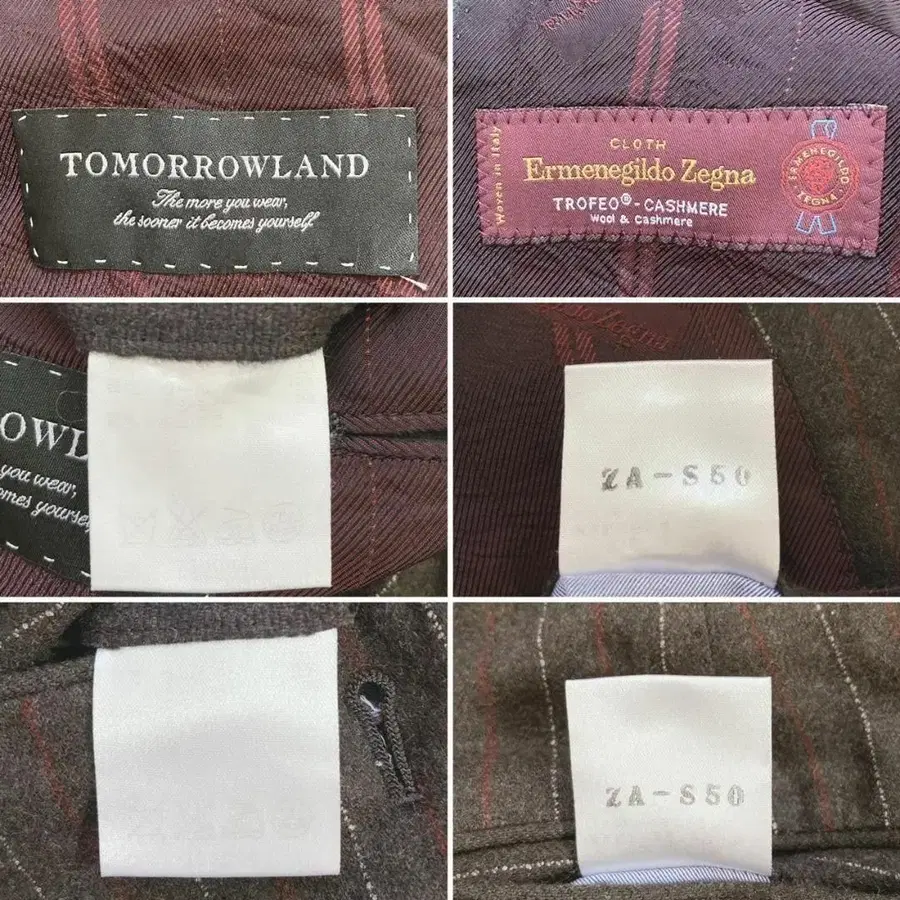 TOMORROWLAND
The more you wear,
the sooner it becomes yourself.
Woven in Italy
CLOTH
Ermenegildo Zegna
TROFEO® - CASHMERE
Wool & Cashmere
ERMENEGILDO
ZEGNA
OWL
you wear,
omes yourself
ZA-S50
ZA-S50